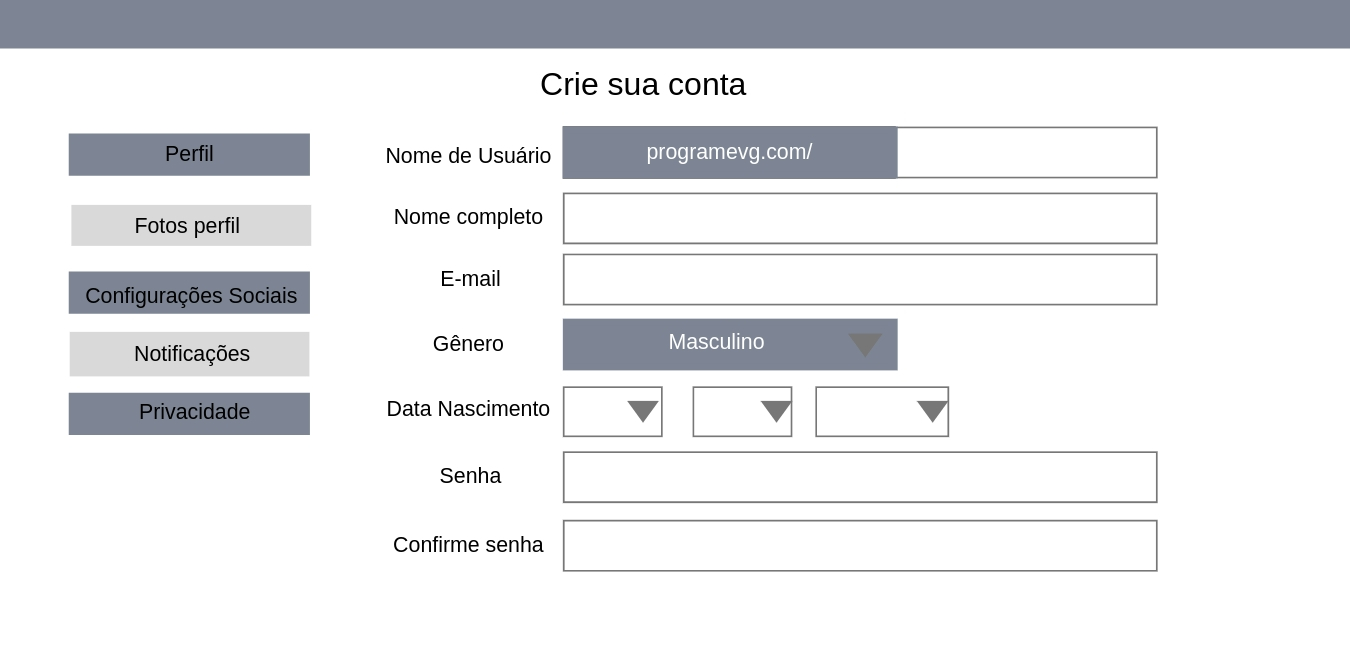 Crie sua conta
Perfil
Fotos perfil
Configurações Sociais
Notificações
Privacidade
Nome de Usuário
programevg.com/
Nome completo
E-mail
Gênero
Masculino
Data Nascimento
Senha
Confirme senha